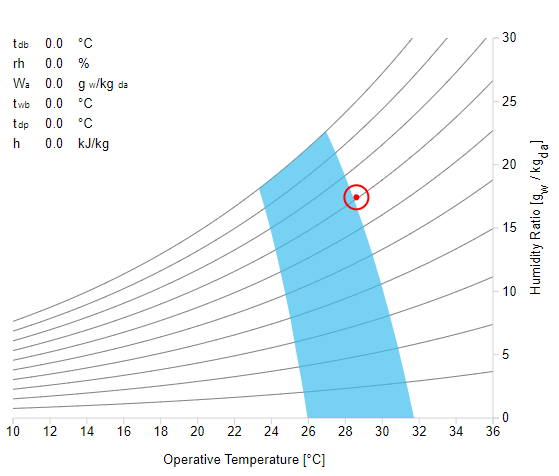 tdb 0.0 °C
rh 0.0 %
Wa 0.0 g w/kg da
twb 0.0 °C
tdp 0.0 °C
h 0.0 kJ/kg
30
25
20
15
10
5
0
Humidity Ratio [gw / kgda]
10 12 14 16 18 20 22 24 26 28 30 32 34 36
Operative Temperature [°C]